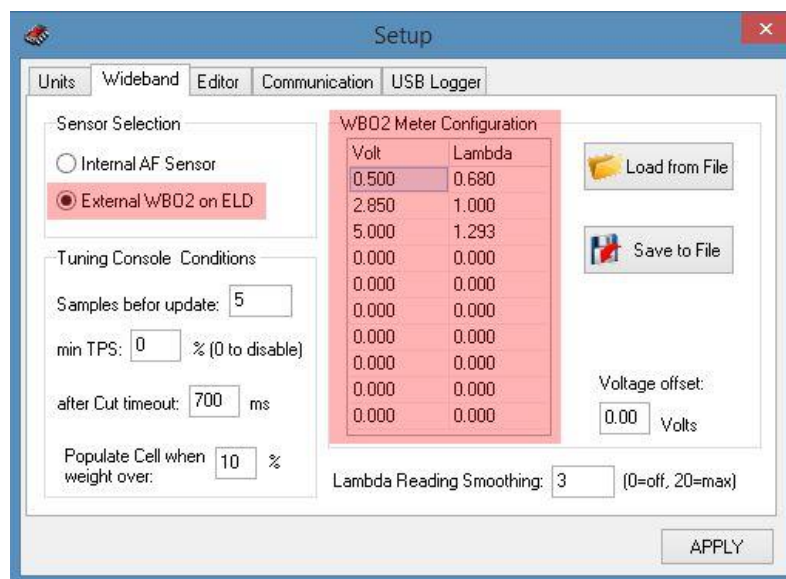 Setup
Units Wideband Editor Communication USB Logger
Sensor Selection
Internal AF Sensor
External WBO2 on ELD
Tuning Console Conditions
Samples befor update: 5
min TPS: 0 % (0 to disable)
after Cut timeout: 700 ms
Populate Cell when
weight over: 10 %
WBO2 Meter Configuration
Volt Lambda
0.500 0.680
2.850 1.000
5.000 1.293
0.000 0.000
0.000 0.000
0.000 0.000
0.000 0.000
0.000 0.000
0.000 0.000
0.000 0.000
Load from File
Save to File
Voltage offset:
0.00 Volts
Lambda Reading Smoothing: 3 (0=off, 20=max)
APPLY